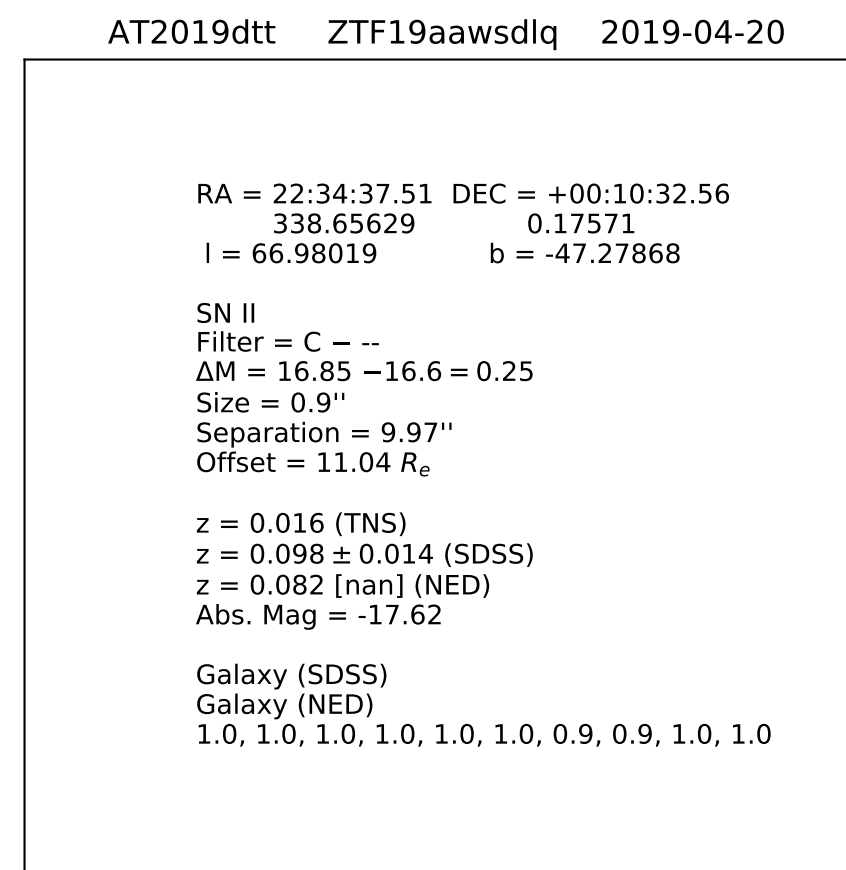 AT2019dtt ZTF19aawsdlq 2019-04-20
RA = 22:34:37.51 DEC = +00:10:32.56
338.65629 0.17571
l = 66.98019 b = -47.27868
SN II
Filter = C − --
ΔM = 16.85 −16.6 = 0.25
Size = 0.9''
Separation = 9.97''
Offset = 11.04 Rₑ
z = 0.016 (TNS)
z = 0.098 ± 0.014 (SDSS)
z = 0.082 [nan] (NED)
Abs. Mag = -17.62
Galaxy (SDSS)
Galaxy (NED)
1.0, 1.0, 1.0, 1.0, 1.0, 1.0, 0.9, 0.9, 1.0, 1.0